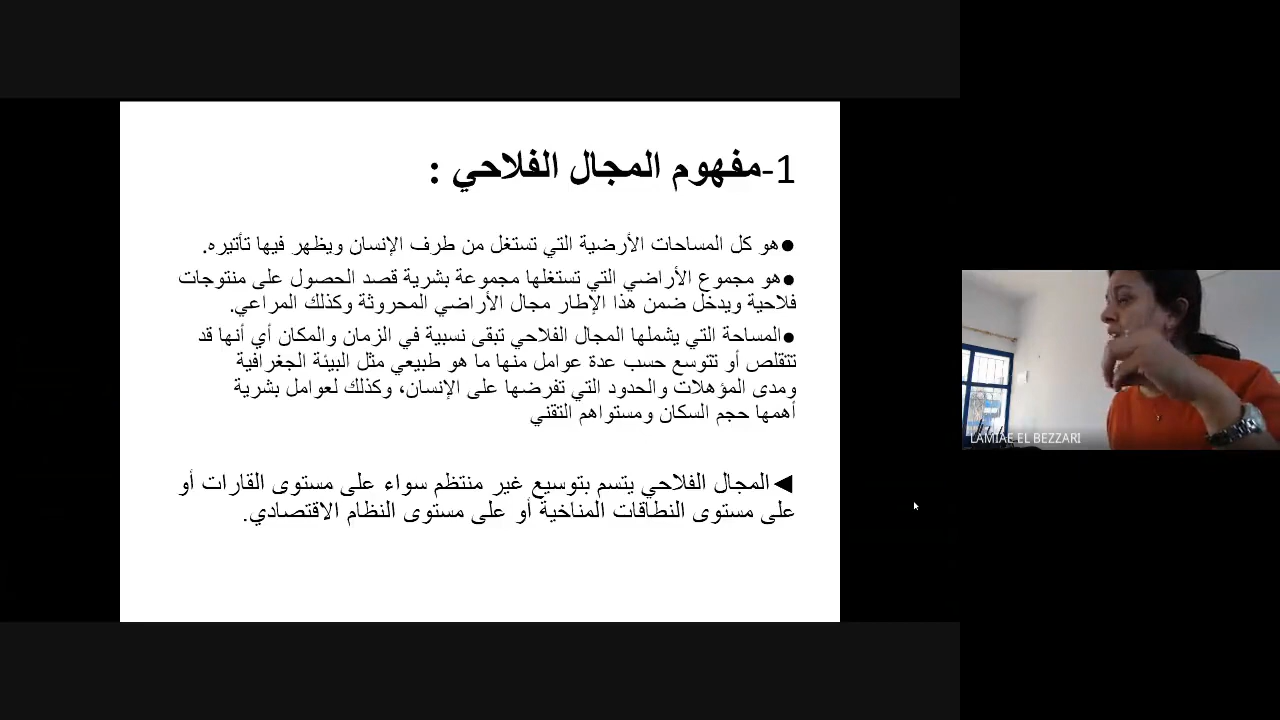 1-مفهوم المجال الفلاحي :
●هو كل المساحات الأرضية التي تستغل من طرف الإنسان ويظهر فيها تأتيره.
●هو مجموع الأراضي التي تستغلها مجموعة بشرية قصد الحصول على منتوجات
فلاحية ويدخل ضمن هذا الإطار مجال الأراضي المحروثة وكذلك المراعي.
●المساحة التي يشملها المجال الفلاحي تبقى نسبية في الزمان والمكان أي أنها قد
تتقلص أو تتوسع حسب عدة عوامل منها ما هو طبيعي مثل البيئة الجغرافية
ومدى المؤهلات والحدود التي تفرضها على الإنسان، وكذلك لعوامل بشرية
أهمها حجم السكان ومستواهم التقني
◄المجال الفلاحي يتسم بتوسيع غير منتظم سواء على مستوى القارات أو
على مستوى النطاقات المناخية أو على مستوى النظام الاقتصادي.
LAMIAE EL BEZZARI